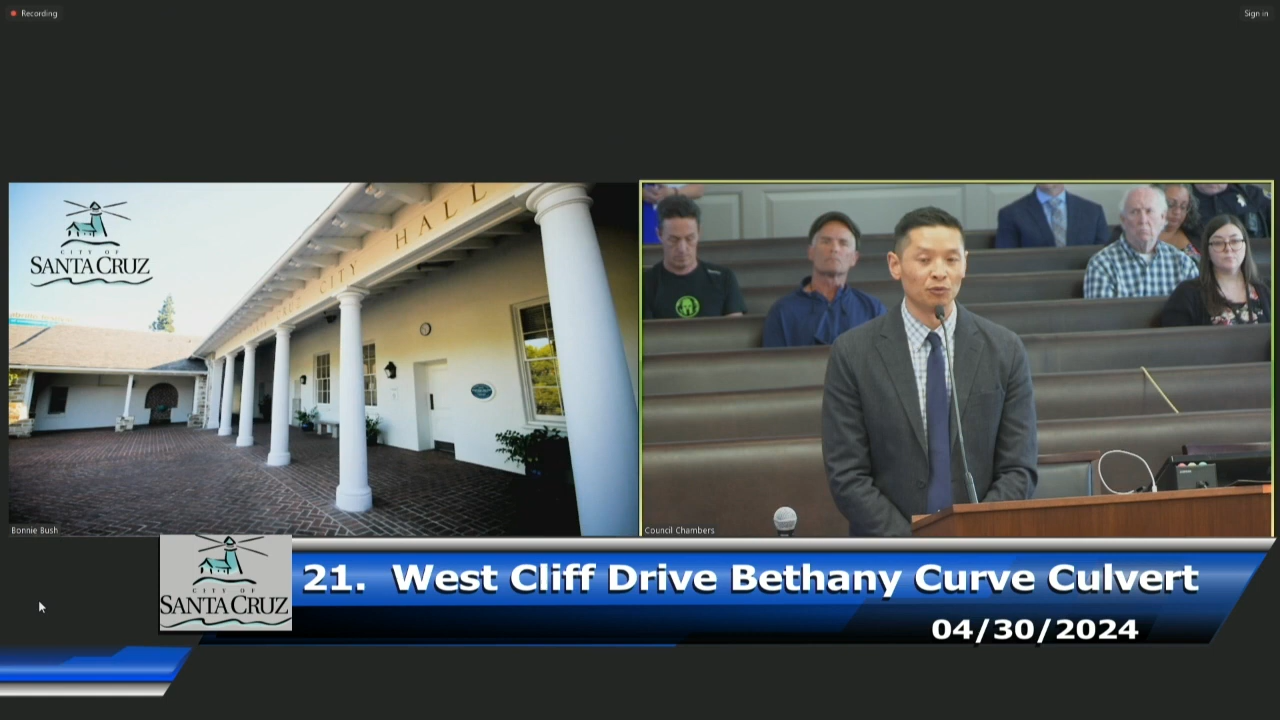 Recording
Sign in
CITY OF
SANTA CRUZ
CITY HALL
Bonnie Bush
Council Chambers
CITY OF
SANTA CRUZ
21. West Cliff Drive Bethany Curve Culvert
04/30/2024